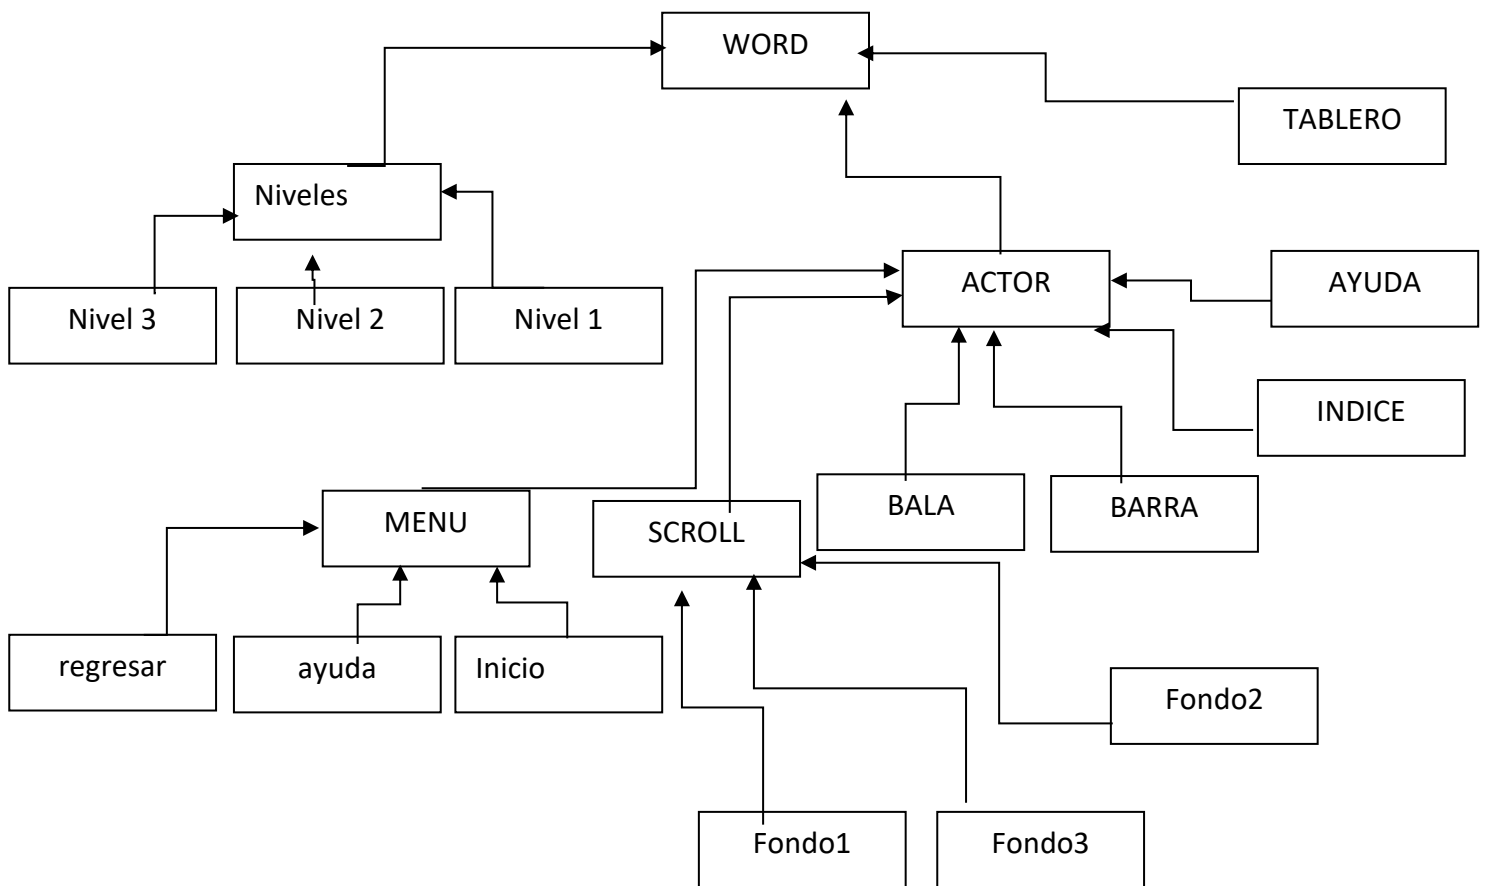 WORD
TABLERO
Niveles
ACTOR
AYUDA
Nivel 3
Nivel 2
Nivel 1
INDICE
MENU
SCROLL
BALA
BARRA
regresar
ayuda
Inicio
Fondo2
Fondo1
Fondo3